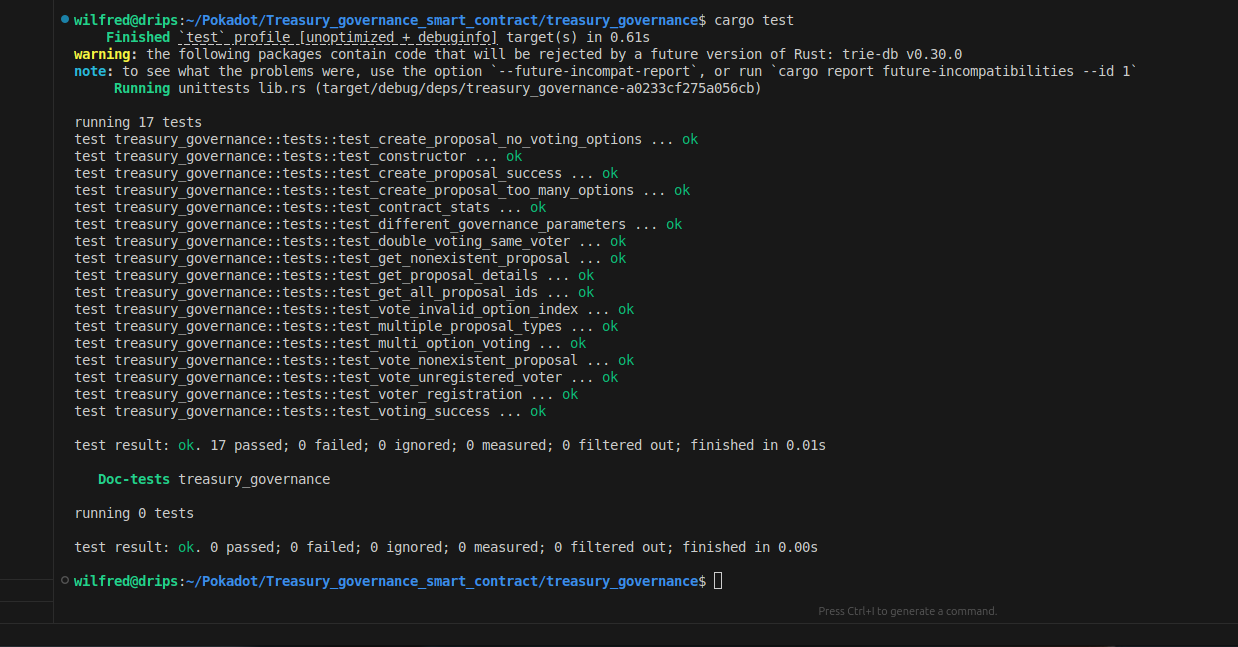 wilfred@drips:~/Pokadot/Treasury_governance_smart_contract/treasury_governance$ cargo test
Finished `test` profile [unoptimized + debuginfo] target(s) in 0.61s
warning: the following packages contain code that will be rejected by a future version of Rust: trie-db v0.30.0
note: to see what the problems were, use the option `--future-incompat-report`, or run `cargo report future-incompatibilities --id 1`
Running unittests lib.rs (target/debug/deps/treasury_governance-a0233cf275a056cb)
running 17 tests
test treasury_governance::tests::test_create_proposal_no_voting_options ... ok
test treasury_governance::tests::test_constructor ... ok
test treasury_governance::tests::test_create_proposal_success ... ok
test treasury_governance::tests::test_create_proposal_too_many_options ... ok
test treasury_governance::tests::test_contract_stats ... ok
test treasury_governance::tests::test_different_governance_parameters ... ok
test treasury_governance::tests::test_double_voting_same_voter ... ok
test treasury_governance::tests::test_get_nonexistent_proposal ... ok
test treasury_governance::tests::test_get_proposal_details ... ok
test treasury_governance::tests::test_get_all_proposal_ids ... ok
test treasury_governance::tests::test_vote_invalid_option_index ... ok
test treasury_governance::tests::test_multiple_proposal_types ... ok
test treasury_governance::tests::test_multi_option_voting ... ok
test treasury_governance::tests::test_vote_nonexistent_proposal ... ok
test treasury_governance::tests::test_vote_unregistered_voter ... ok
test treasury_governance::tests::test_voter_registration ... ok
test treasury_governance::tests::test_voting_success ... ok
test result: ok. 17 passed; 0 failed; 0 ignored; 0 measured; 0 filtered out; finished in 0.01s
Doc-tests treasury_governance
running 0 tests
test result: ok. 0 passed; 0 failed; 0 ignored; 0 measured; 0 filtered out; finished in 0.00s
wilfred@drips:~/Pokadot/Treasury_governance_smart_contract/treasury_governance$
Press Ctrl+I to generate a command.